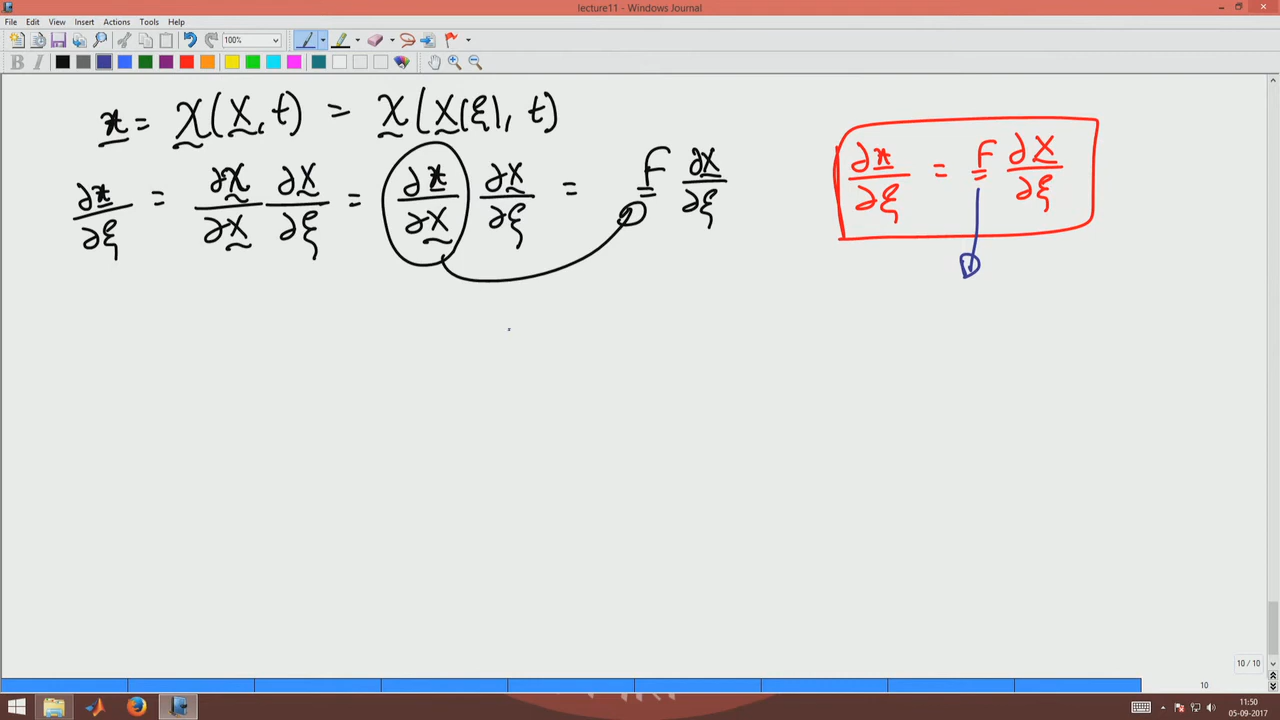 lecture11 - Windows Journal
File Edit View Insert Actions Tools Help
100%
B I
x = χ(X, t) = χ(X(ξ), t)
∂x/∂ξ = ∂χ/∂X ∂X/∂ξ = ∂x/∂X ∂X/∂ξ = F ∂X/∂ξ
∂x/∂ξ = F ∂X/∂ξ
10 / 10
10
11:50
05-09-2017